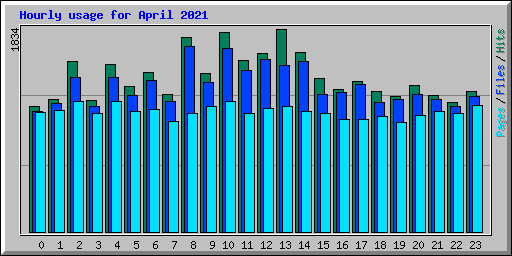 Hourly usage for April 2021
1834
Pages/Files/Hits
0 1 2 3 4 5 6 7 8 9 10 11 12 13 14 15 16 17 18 19 20 21 22 23